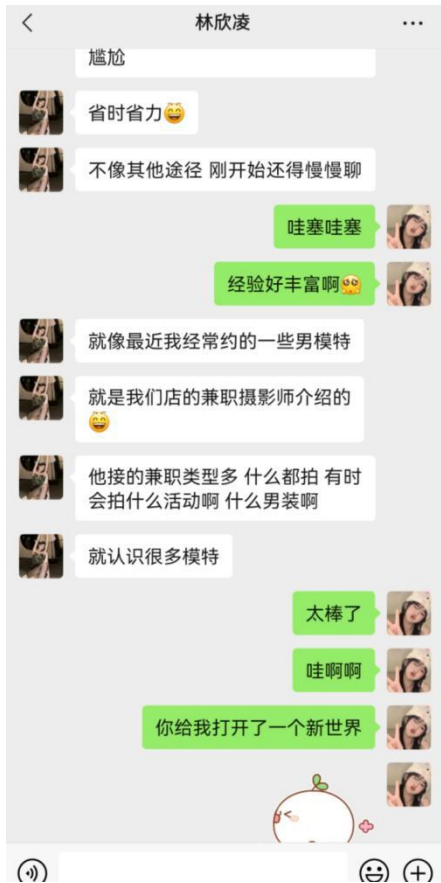 林欣凌
尴尬
省时省力😄
不像其他途径 刚开始还得慢慢聊
哇塞哇塞
经验好丰富啊🥺
就像最近我经常约的一些男模特
就是我们店的兼职摄影师介绍的
😄
他接的兼职类型多 什么都拍 有时
会拍什么活动啊 什么男装啊
就认识很多模特
太棒了
哇啊啊
你给我打开了一个新世界